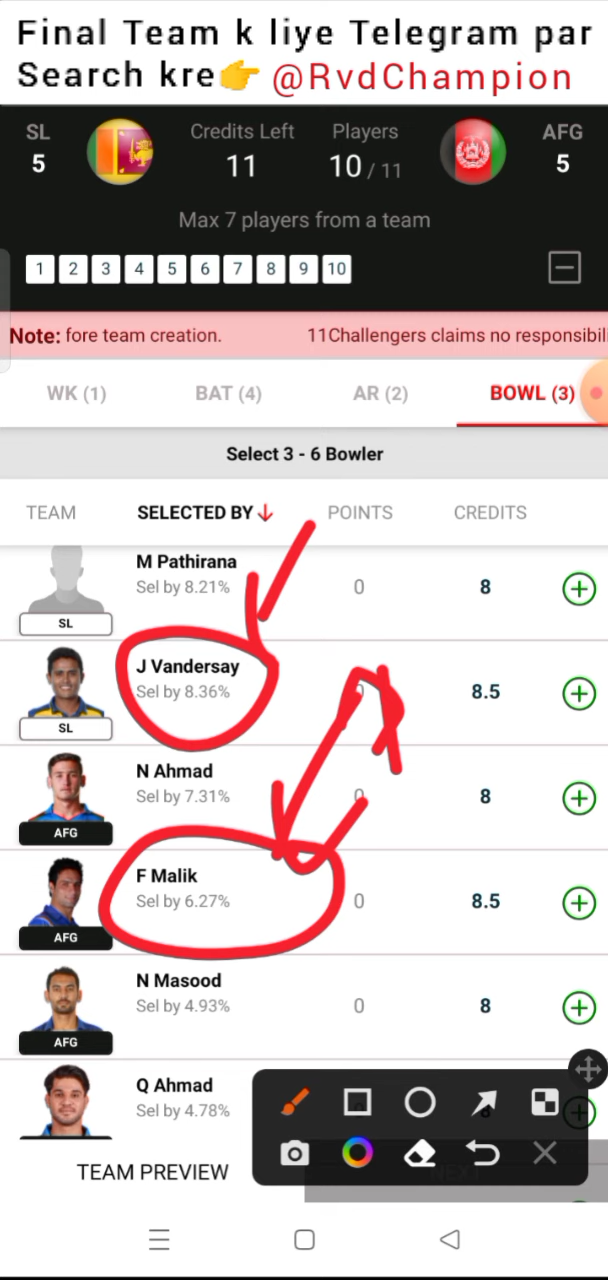 Final Team k liye Telegram par
Search kre👉 @RvdChampion
SL Credits Left Players AFG
5 11 10 / 11 5
Max 7 players from a team
1 2 3 4 5 6 7 8 9 10
Note: fore team creation. 11Challengers claims no responsibil
WK (1) BAT (4) AR (2) BOWL (3)
Select 3 - 6 Bowler
TEAM SELECTED BY POINTS CREDITS
M Pathirana
Sel by 8.21% 0 8
SL
J Vandersay
Sel by 8.36% 8.5
SL
N Ahmad
Sel by 7.31% 0 8
AFG
F Malik
Sel by 6.27% 0 8.5
AFG
N Masood
Sel by 4.93% 0 8
AFG
Q Ahmad
Sel by 4.78%
TEAM PREVIEW